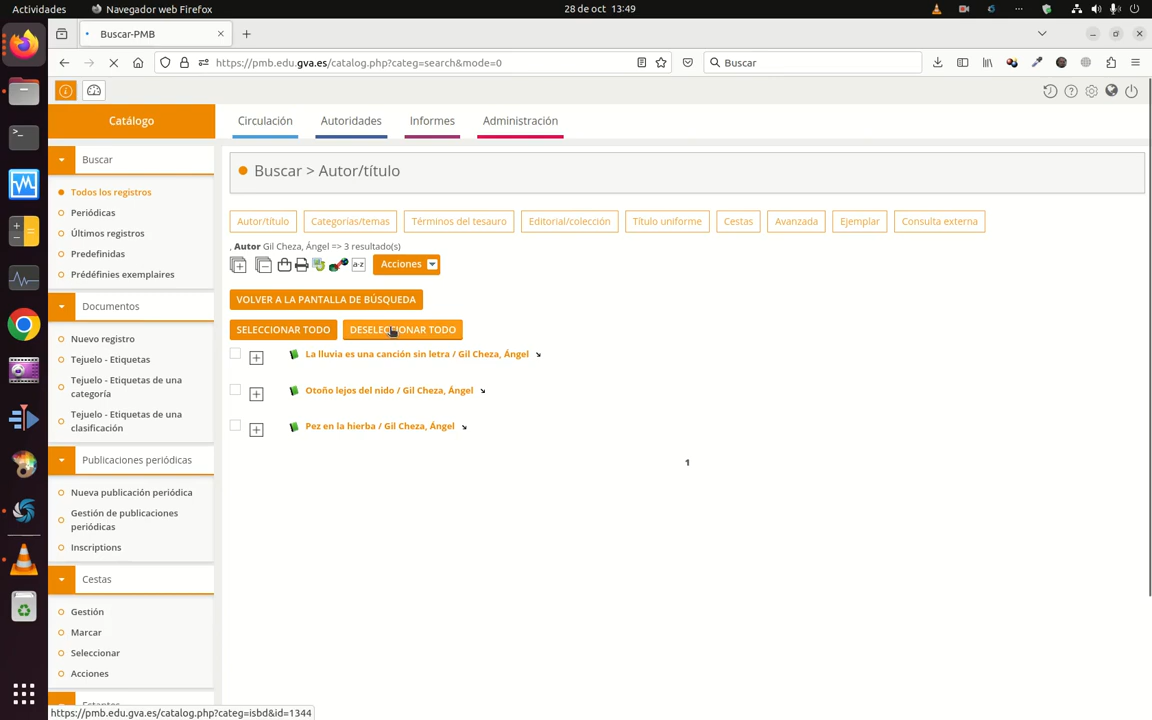 Actividades
Navegador web Firefox
28 de oct 13:49
Buscar-PMB
https://pmb.edu.gva.es/catalog.php?categ=search&mode=0
Buscar
Catálogo
Circulación
Autoridades
Informes
Administración
Buscar
Todos los registros
Periódicas
Últimos registros
Predefinidas
Prédéfinies exemplaires
Documentos
Nuevo registro
Tejuelo - Etiquetas
Tejuelo - Etiquetas de una
categoría
Tejuelo - Etiquetas de una
clasificación
Publicaciones periódicas
Nueva publicación periódica
Gestión de publicaciones
periódicas
Inscriptions
Cestas
Gestión
Marcar
Seleccionar
Acciones
Estantes
Buscar > Autor/título
Autor/título
Categorias/temas
Términos del tesauro
Editorial/colección
Título uniforme
Cestas
Avanzada
Ejemplar
Consulta externa
, Autor Gil Cheza, Ángel => 3 resultado(s)
a-z
Acciones
VOLVER A LA PANTALLA DE BÚSQUEDA
SELECCIONAR TODO
DESELECCIONAR TODO
La lluvia es una canción sin letra / Gil Cheza, Ángel
Otoño lejos del nido / Gil Cheza, Ángel
Pez en la hierba / Gil Cheza, Ángel
1
https://pmb.edu.gva.es/catalog.php?categ=isbd&id=1344